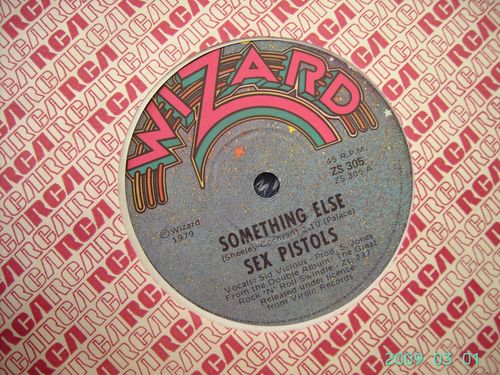 WIZARD
45 R.P.M.
ZS 305
ZS 305 A
© Wizard
1979
SOMETHING ELSE
(Sheeley-Cochram) 2.10 (Palace)
SEX PISTOLS
Vocals: Sid Vicious - Prod. S. Jones
From the Double Album: The Great
Rock 'N' Roll Swindle - ZL 237
Released under licence
from Virgin Records
RCA
2009 03 01